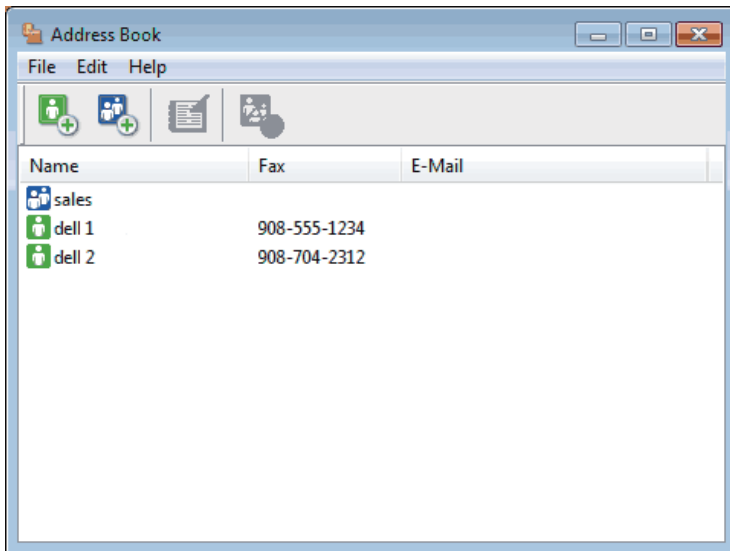 Address Book
File Edit Help
Name Fax E-Mail
sales
dell 1 908-555-1234
dell 2 908-704-2312